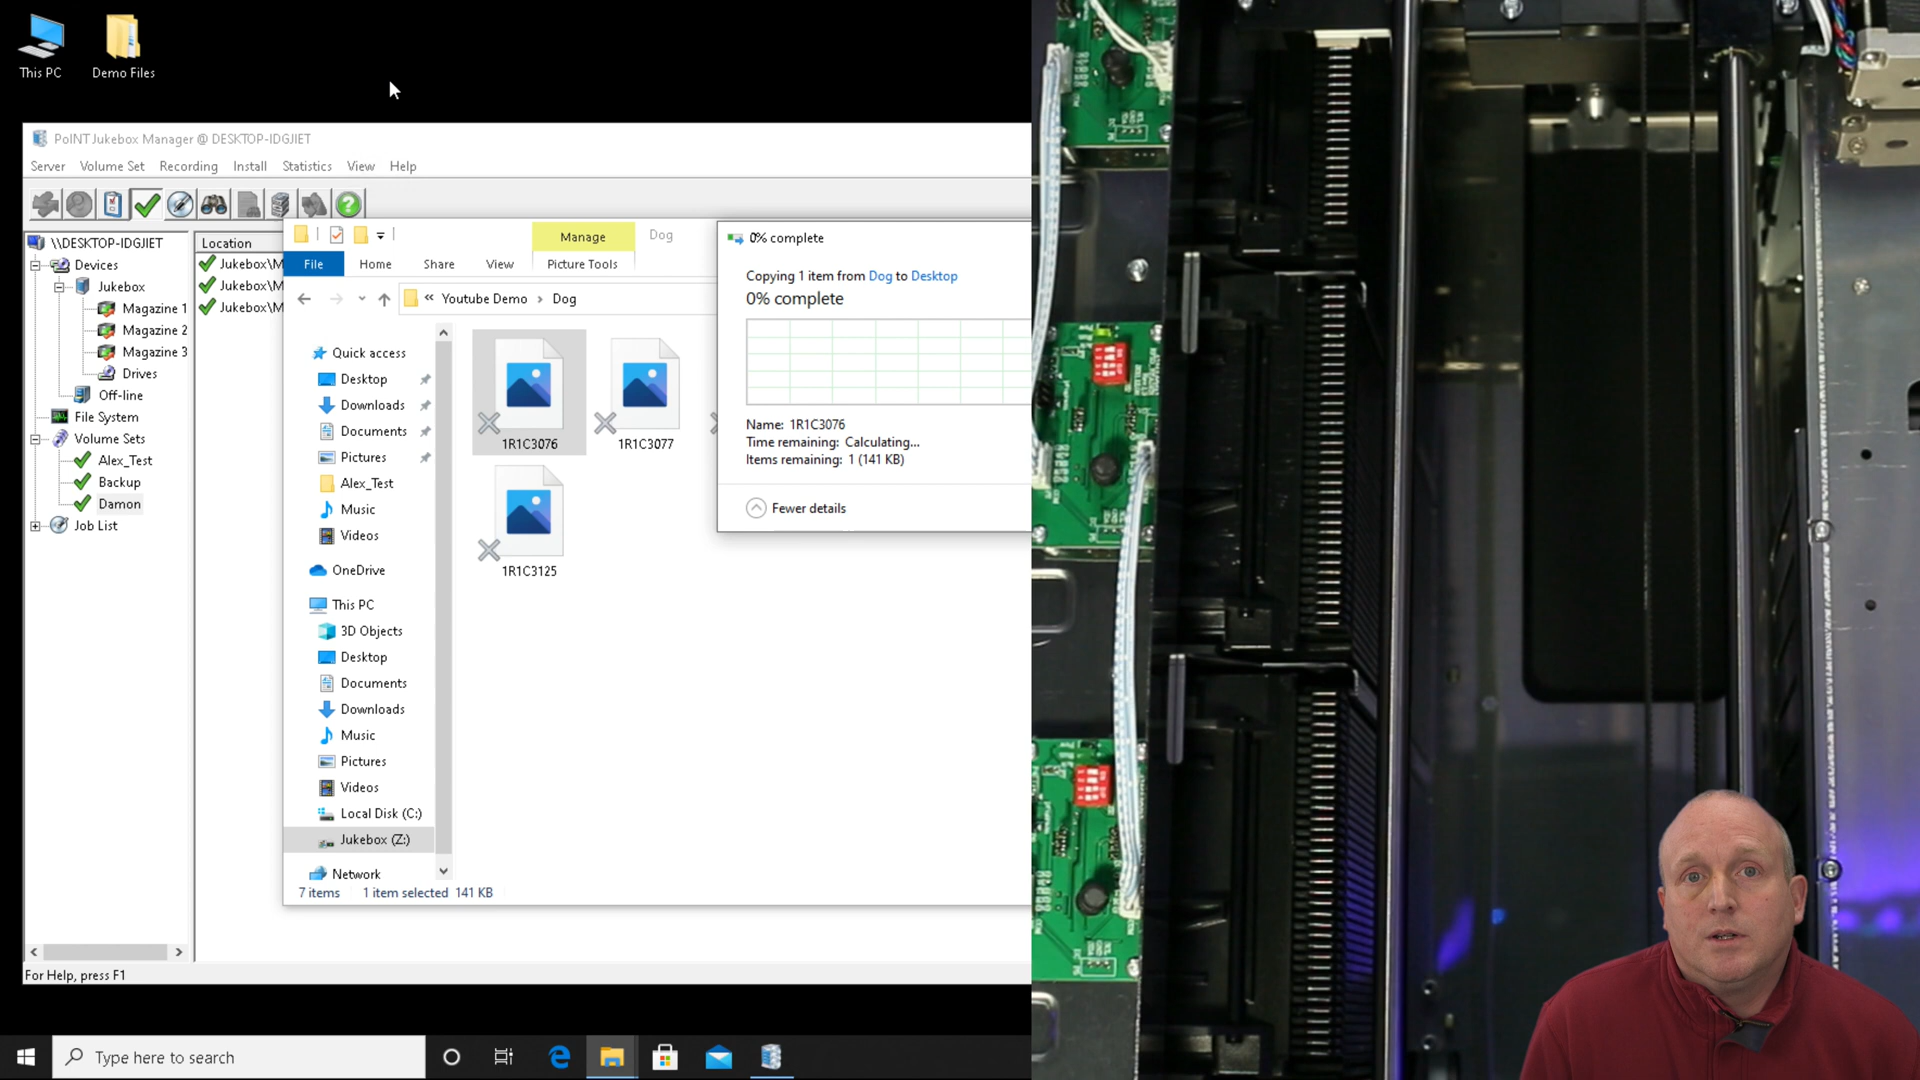 This PC
Demo Files
PoINT Jukebox Manager @ DESKTOP-IDGJIET
Server Volume Set Recording Install Statistics View Help
\\DESKTOP-IDGJIET
Devices
Jukebox
Magazine 1
Magazine 2
Magazine 3
Drives
Off-line
File System
Volume Sets
Alex_Test
Backup
Damon
Job List
Location
Jukebox\M
Jukebox\M
Jukebox\M
For Help, press F1
Manage
Dog
File Home Share View Picture Tools
« Youtube Demo › Dog
Quick access
Desktop
Downloads
Documents
Pictures
Alex_Test
Music
Videos
OneDrive
This PC
3D Objects
Desktop
Documents
Downloads
Music
Pictures
Videos
Local Disk (C:)
Jukebox (Z:)
Network
1R1C3076
1R1C3077
1R1C3125
7 items 1 item selected 141 KB
0% complete
Copying 1 item from Dog to Desktop
0% complete
Name: 1R1C3076
Time remaining: Calculating...
Items remaining: 1 (141 KB)
Fewer details
Type here to search